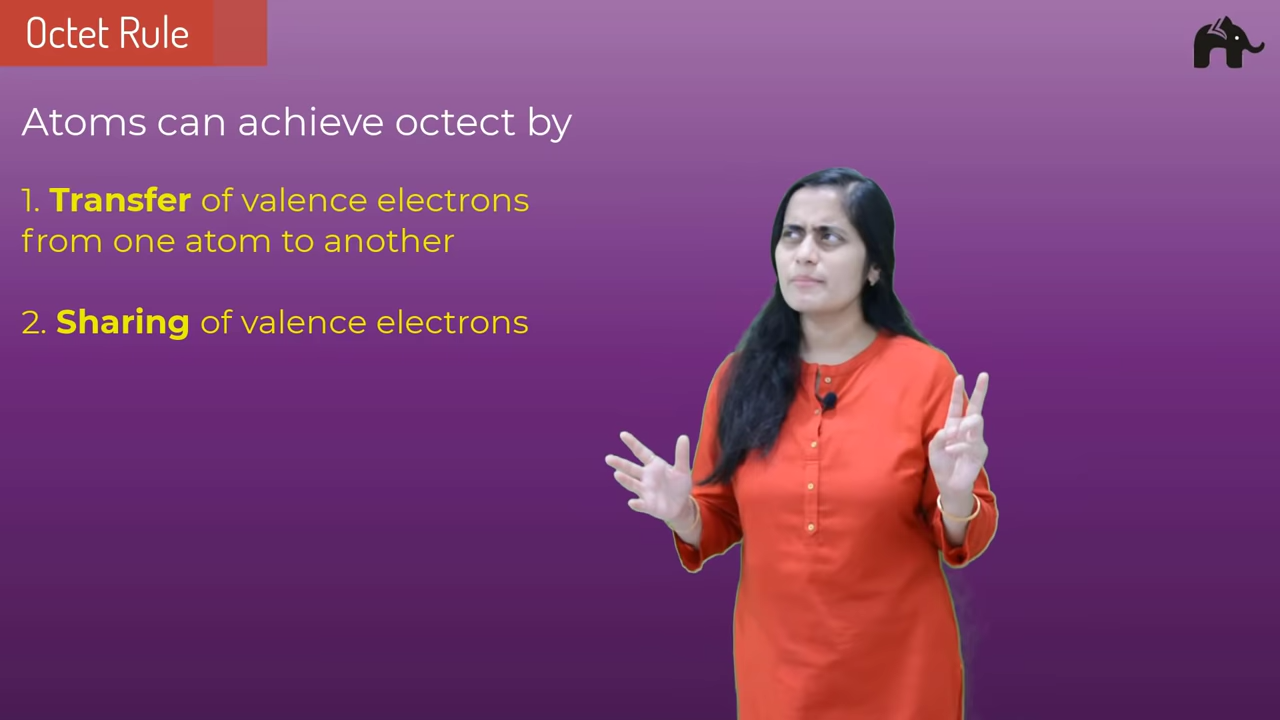 Octet Rule
Atoms can achieve octect by
1. Transfer of valence electrons
from one atom to another
2. Sharing of valence electrons